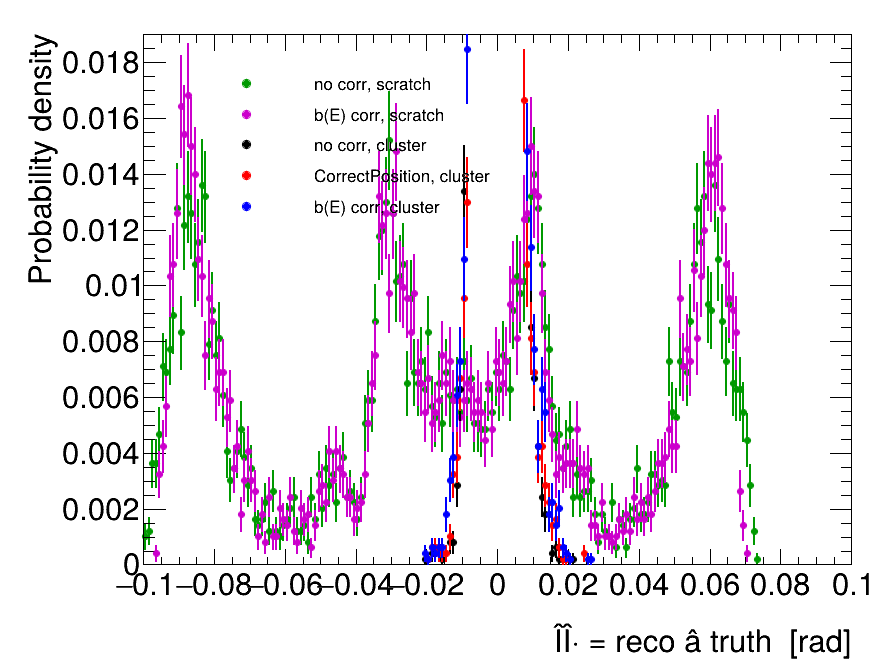 Probability density
0.018
0.016
0.014
0.012
0.01
0.008
0.006
0.004
0.002
0
no corr, scratch
b(E) corr, scratch
no corr, cluster
CorrectPosition, cluster
b(E) corr, cluster
−0.1 −0.08 −0.06 −0.04 −0.02 0 0.02 0.04 0.06 0.08 0.1
ÎÎ· = reco â truth [rad]